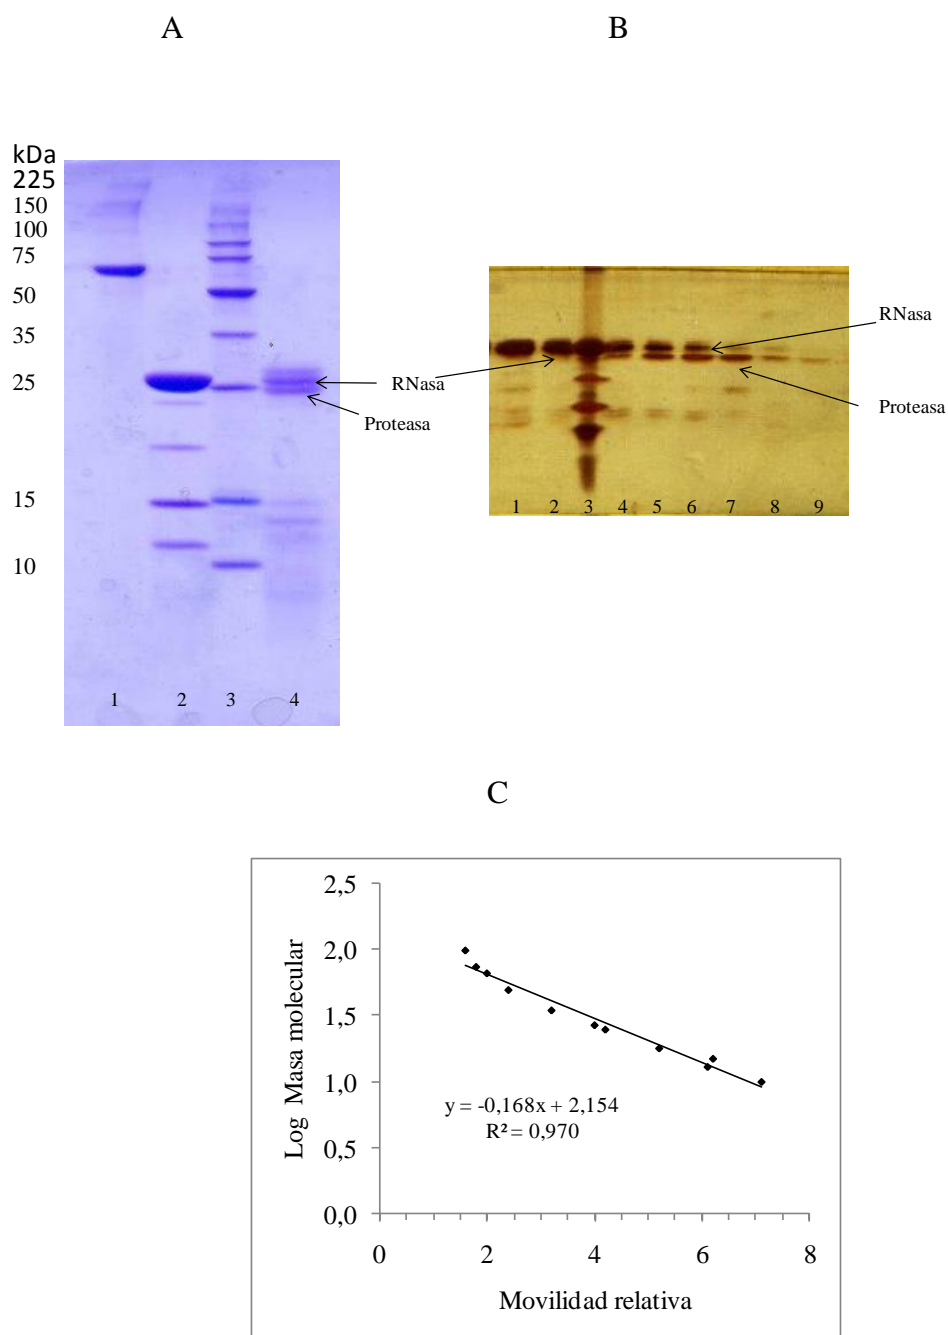 A
B
kDa
225
150
100
75
50
35
25
15
10
RNasa
Proteasa
1 2 3 4
RNasa
Proteasa
1 2 3 4 5 6 7 8 9
C
2,5
2,0
1,5
1,0
0,5
0,0
Log Masa molecular
y = -0,168x + 2,154
R² = 0,970
0 2 4 6 8
Movilidad relativa